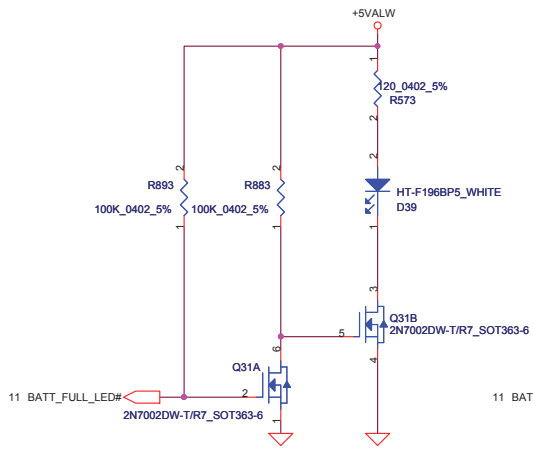 +5VALW
1
120_0402_5%
R573
2
2
2
2
R893
R883
HT-F196BP5_WHITE
100K_0402_5%
100K_0402_5%
D39
1
1
1
3
Q31B
5
2N7002DW-T/R7_SOT363-6
6
4
Q31A
11 BATT_FULL_LED#
2
11 BAT
2N7002DW-T/R7_SOT363-6
1